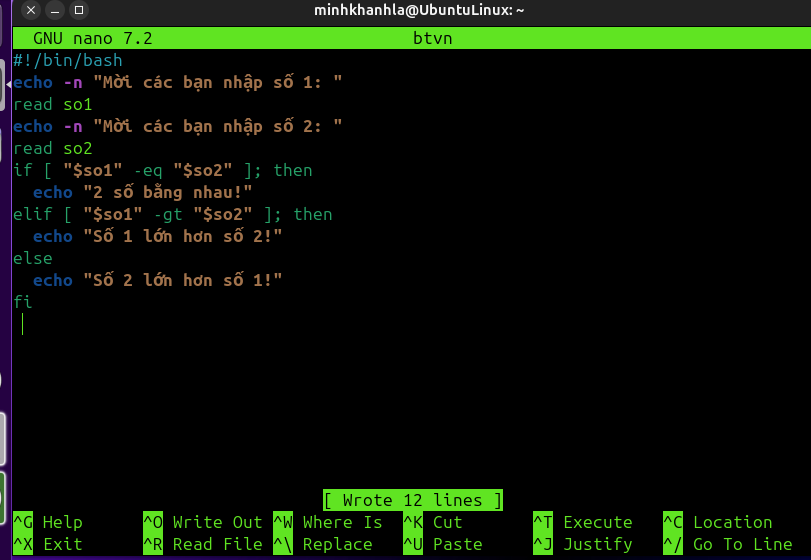 minhkhanhla@UbuntuLinux: ~
GNU nano 7.2 btvn
#!/bin/bash
echo -n "Mời các bạn nhập số 1: "
read so1
echo -n "Mời các bạn nhập số 2: "
read so2
if [ "$so1" -eq "$so2" ]; then
  echo "2 số bằng nhau!"
elif [ "$so1" -gt "$so2" ]; then
  echo "Số 1 lớn hơn số 2!"
else
  echo "Số 2 lớn hơn số 1!"
fi
[ Wrote 12 lines ]
^G Help ^O Write Out ^W Where Is ^K Cut ^T Execute ^C Location
^X Exit ^R Read File ^\ Replace ^U Paste ^J Justify ^/ Go To Line